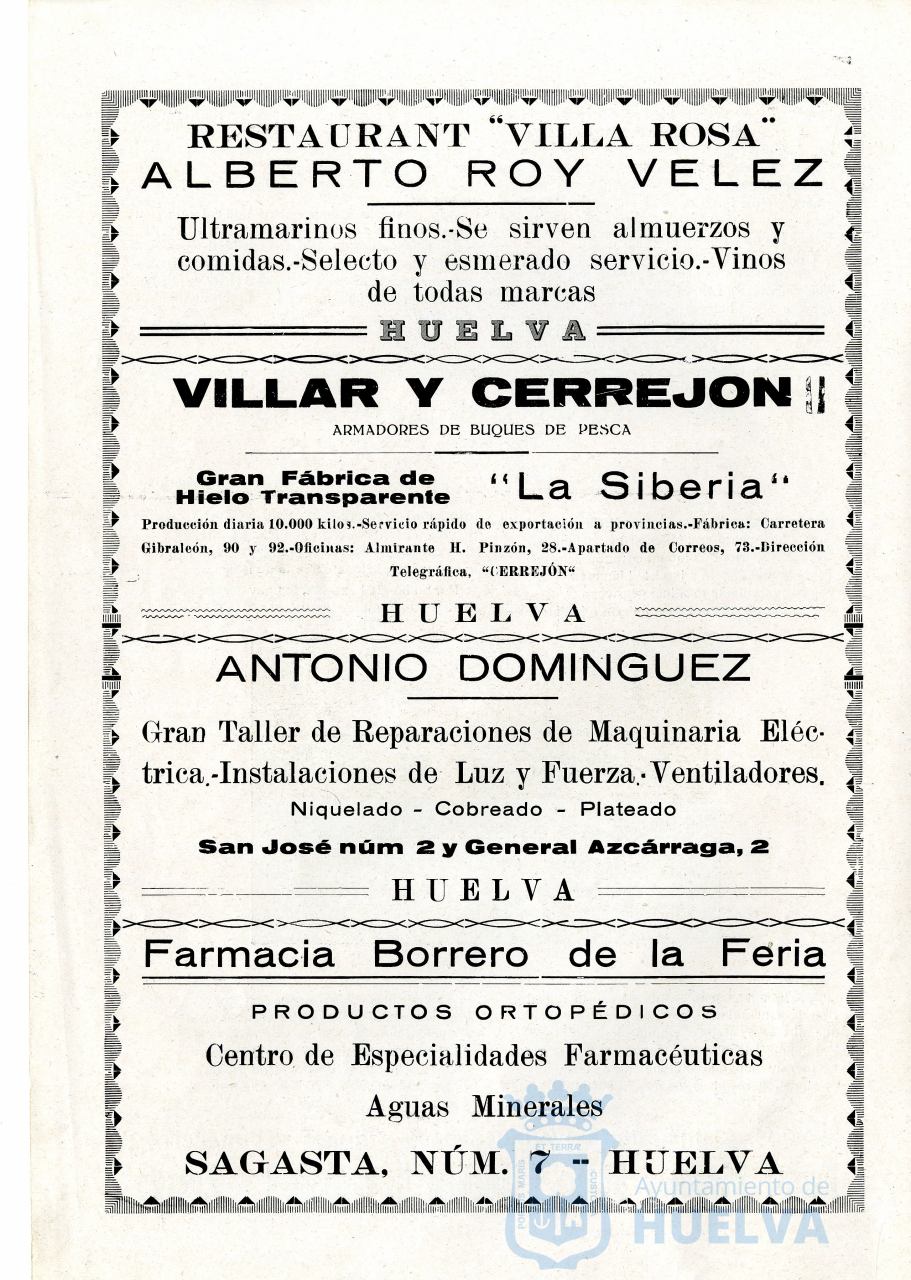 RESTAURANT "VILLA ROSA"
ALBERTO ROY VELEZ
Ultramarinos finos.-Se sirven almuerzos y
comidas.-Selecto y esmerado servicio.-Vinos
de todas marcas
HUELVA
VILLAR Y CERREJON
ARMADORES DE BUQUES DE PESCA
Gran Fábrica de
Hielo Transparente
"La Siberia"
Producción diaria 10.000 kilos.-Servicio rápido de exportación a provincias.-Fábrica: Carretera
Gibraleón, 90 y 92.-Oficinas: Almirante H. Pinzón, 28.-Apartado de Correos, 73.-Dirección
Telegráfica, "CERREJÓN"
HUELVA
ANTONIO DOMINGUEZ
Gran Taller de Reparaciones de Maquinaria Eléc-
trica.-Instalaciones de Luz y Fuerza.-Ventiladores.
Niquelado - Cobreado - Plateado
San José núm 2 y General Azcárraga, 2
HUELVA
Farmacia Borrero de la Feria
PRODUCTOS ORTOPÉDICOS
Centro de Especialidades Farmacéuticas
Aguas Minerales
SAGASTA, NÚM. 7 -- HUELVA
PORTUS MARIS
ET TERRÆ
CUSTODIA
Ayuntamiento de
HUELVA